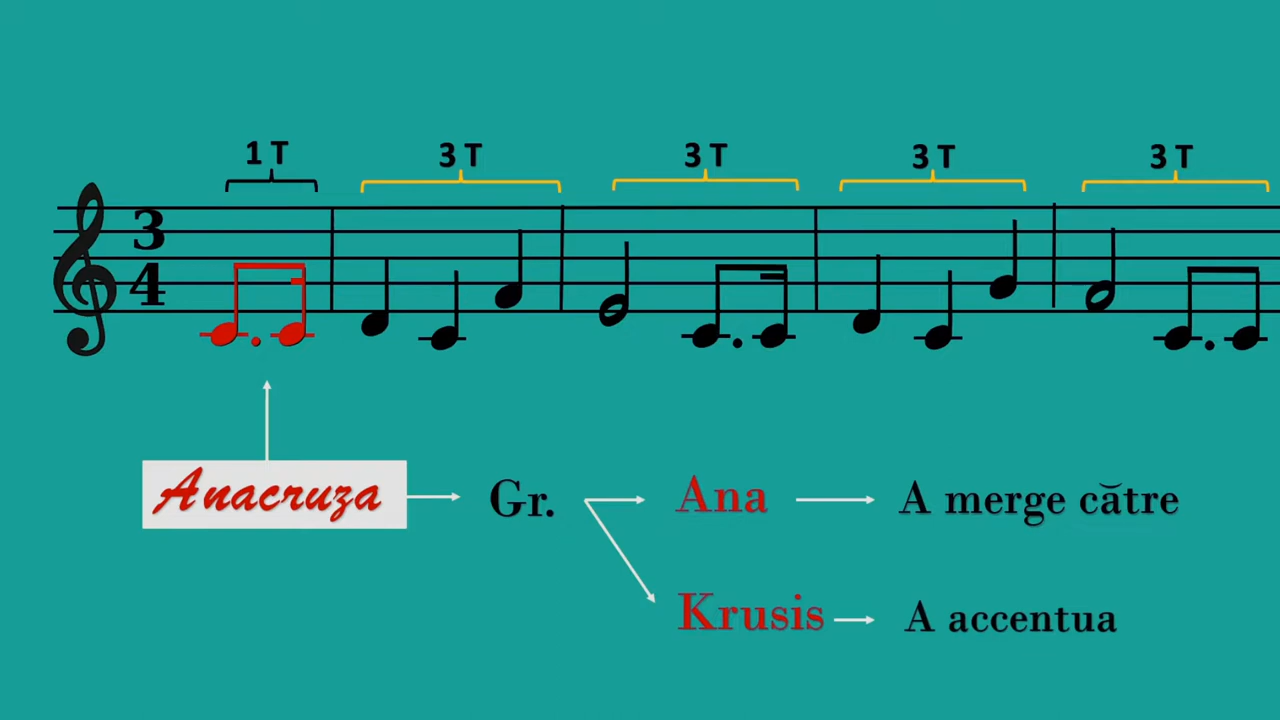 1 T 3 T 3 T 3 T 3 T
3
4
Anacruza Gr. Ana A merge către
Krusis A accentua